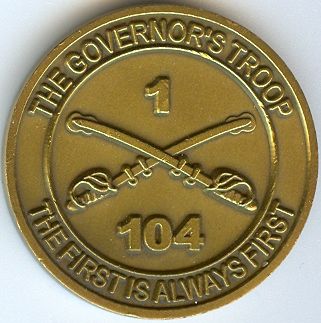 THE GOVERNOR'S TROOP
1
104
THE FIRST IS ALWAYS FIRST